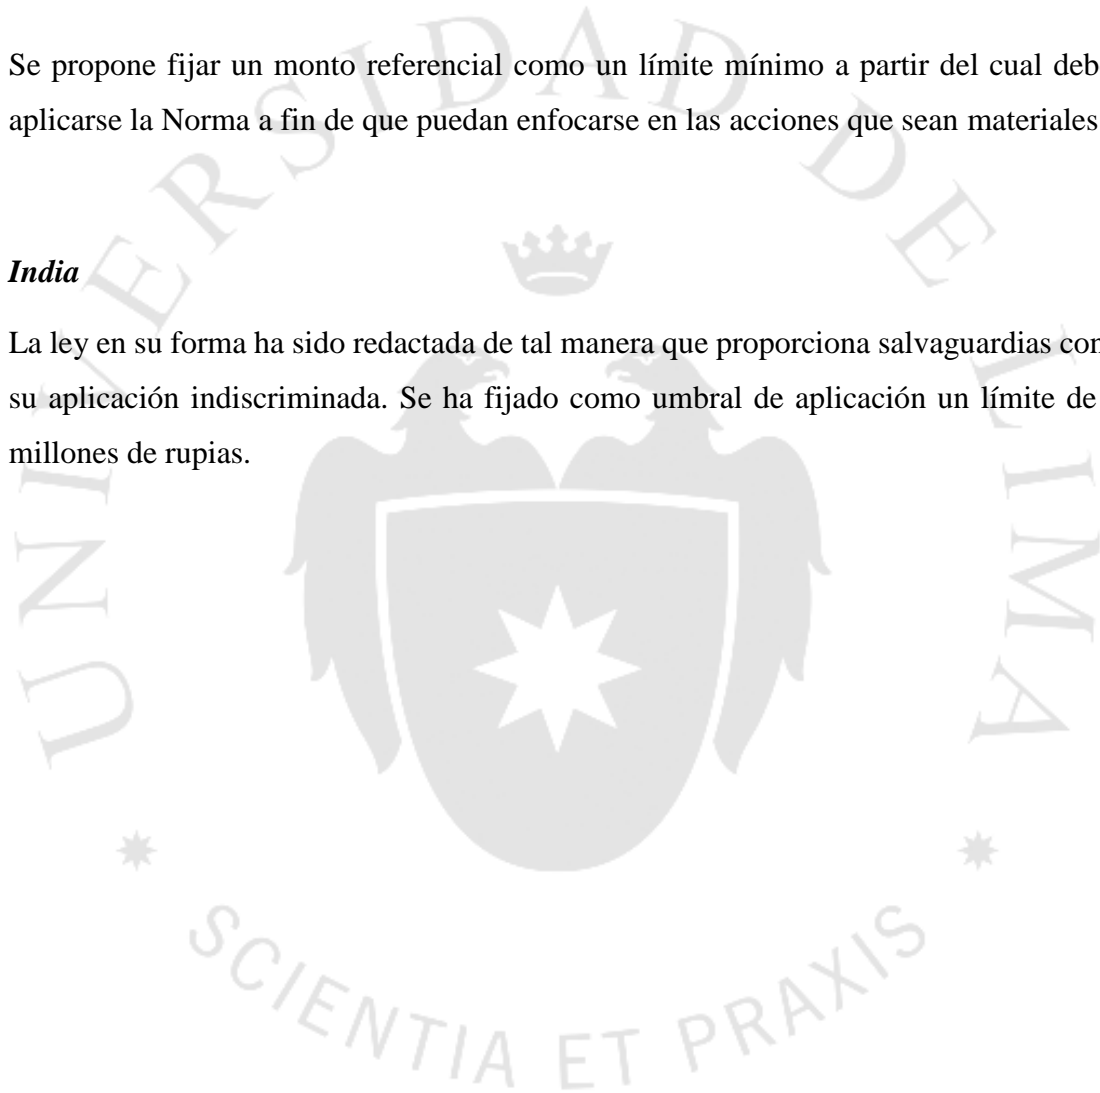 Se propone fijar un monto referencial como un límite mínimo a partir del cual deb
aplicarse la Norma a fin de que puedan enfocarse en las acciones que sean materiales
India
La ley en su forma ha sido redactada de tal manera que proporciona salvaguardias con
su aplicación indiscriminada. Se ha fijado como umbral de aplicación un límite de
millones de rupias.
UNIVERSIDAD DE LIMA
SCIENTIA ET PRAXIS